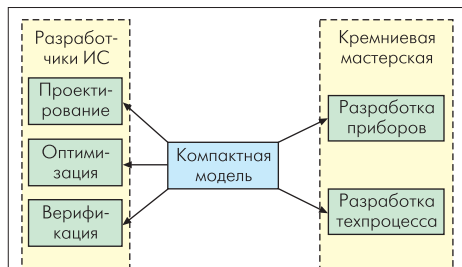 Разработ-
чики ИС
Проекти-
рование
Оптими-
зация
Верифи-
кация
Компактная
модель
Кремниевая
мастерская
Разработка
приборов
Разработка
техпроцесса